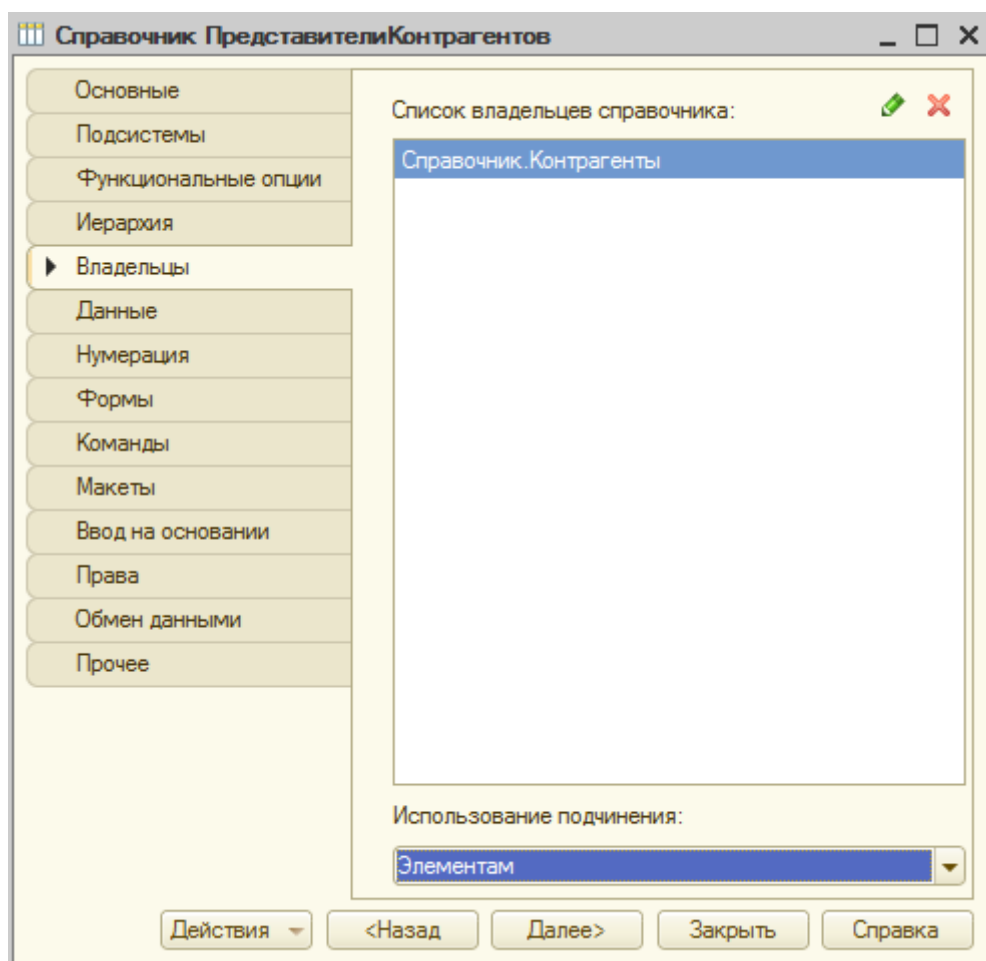 Справочник ПредставителиКонтрагентов
Основные
Подсистемы
Функциональные опции
Иерархия
Владельцы
Данные
Нумерация
Формы
Команды
Макеты
Ввод на основании
Права
Обмен данными
Прочее
Список владельцев справочника:
Справочник.Контрагенты
Использование подчинения:
Элементам
Действия <Назад Далее> Закрыть Справка